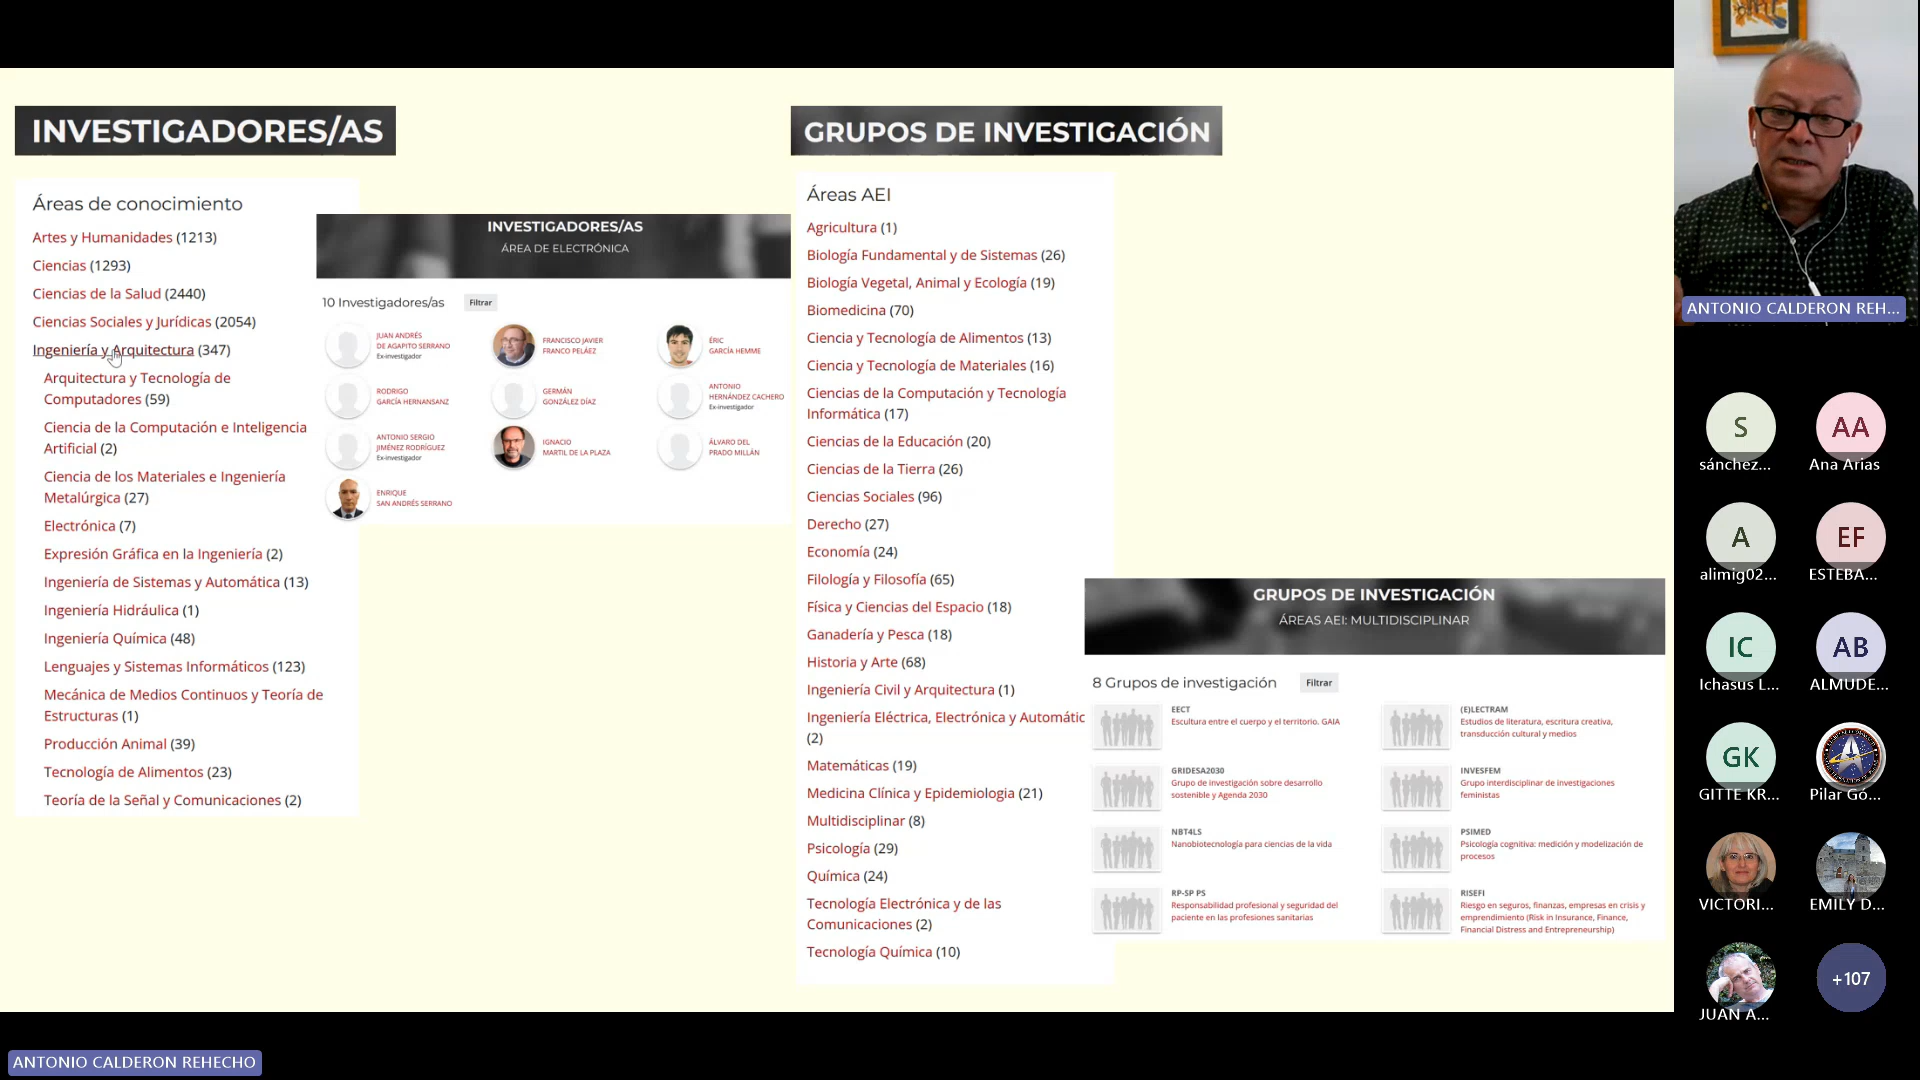 INVESTIGADORES/AS
Áreas de conocimiento
Artes y Humanidades (1213)
Ciencias (1293)
Ciencias de la Salud (2440)
Ciencias Sociales y Jurídicas (2054)
Ingeniería y Arquitectura (347)
Arquitectura y Tecnología de
Computadores (59)
Ciencia de la Computación e Inteligencia
Artificial (2)
Ciencia de los Materiales e Ingeniería
Metalúrgica (27)
Electrónica (7)
Expresión Gráfica en la Ingeniería (2)
Ingeniería de Sistemas y Automática (13)
Ingeniería Hidráulica (1)
Ingeniería Química (48)
Lenguajes y Sistemas Informáticos (123)
Mecánica de Medios Continuos y Teoría de
Estructuras (1)
Producción Animal (39)
Tecnología de Alimentos (23)
Teoría de la Señal y Comunicaciones (2)
INVESTIGADORES/AS
ÁREA DE ELECTRÓNICA
10 Investigadores/as Filtrar
JUAN ANDRÉS
DE AGAPITO SERRANO
Ex-investigador
FRANCISCO JAVIER
FRANCO PELÁEZ
ÉRIC
GARCÍA HEMME
RODRIGO
GARCÍA HERNANSANZ
GERMÁN
GONZÁLEZ DÍAZ
ANTONIO
HERNÁNDEZ CACHERO
Ex-investigador
ANTONIO SERGIO
JIMÉNEZ RODRÍGUEZ
Ex-investigador
IGNACIO
MARTIL DE LA PLAZA
ÁLVARO DEL
PRADO MILLÁN
ENRIQUE
SAN ANDRÉS SERRANO
GRUPOS DE INVESTIGACIÓN
Áreas AEI
Agricultura (1)
Biología Fundamental y de Sistemas (26)
Biología Vegetal, Animal y Ecología (19)
Biomedicina (70)
Ciencia y Tecnología de Alimentos (13)
Ciencia y Tecnología de Materiales (16)
Ciencias de la Computación y Tecnología
Informática (17)
Ciencias de la Educación (20)
Ciencias de la Tierra (26)
Ciencias Sociales (96)
Derecho (27)
Economía (24)
Filología y Filosofía (65)
Física y Ciencias del Espacio (18)
Ganadería y Pesca (18)
Historia y Arte (68)
Ingeniería Civil y Arquitectura (1)
Ingeniería Eléctrica, Electrónica y Automátic
(2)
Matemáticas (19)
Medicina Clínica y Epidemiologia (21)
Multidisciplinar (8)
Psicología (29)
Química (24)
Tecnología Electrónica y de las
Comunicaciones (2)
Tecnología Química (10)
GRUPOS DE INVESTIGACIÓN
ÁREAS AEI: MULTIDISCIPLINAR
8 Grupos de investigación Filtrar
EECT
Escultura entre el cuerpo y el territorio. GAIA
(E)LECTRAM
Estudios de literatura, escritura creativa,
transducción cultural y medios
GRIDESA2030
Grupo de investigación sobre desarrollo
sostenible y Agenda 2030
INVESFEM
Grupo interdisciplinar de investigaciones
feministas
NBT4LS
Nanobiotecnología para ciencias de la vida
PSIMED
Psicología cognitiva: medición y modelización de
procesos
RP-SP PS
Responsabilidad profesional y seguridad del
paciente en las profesiones sanitarias
RISEFI
Riesgo en seguros, finanzas, empresas en crisis y
emprendimiento (Risk in Insurance, Finance,
Financial Distress and Entrepreneurship)
ANTONIO CALDERON REH...
S
sánchez...
AA
Ana Arias
A
alimig02...
EF
ESTEBA...
IC
Ichasus L...
AB
ALMUDE...
GK
GITTE KR...
Pilar Gó...
VICTORI...
EMILY D...
JUAN A...
+107
ANTONIO CALDERON REHECHO